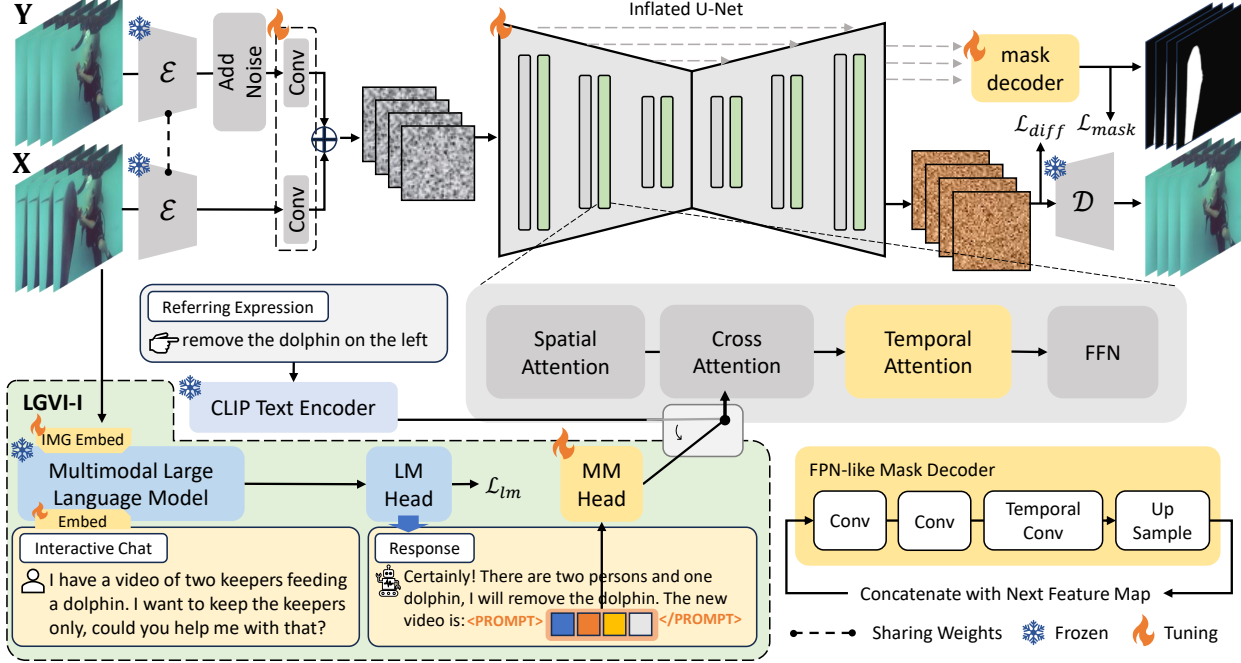 Y
ℰ
Add
Noise
Conv
Inflated U-Net
mask
decoder
ℒ_diff
ℒ_mask
X
ℰ
Conv
𝒟
Referring Expression
remove the dolphin on the left
CLIP Text Encoder
Spatial
Attention
Cross
Attention
Temporal
Attention
FFN
LGVI-I
IMG Embed
Multimodal Large
Language Model
Embed
LM
Head
ℒ_lm
MM
Head
Interactive Chat
I have a video of two keepers feeding
a dolphin. I want to keep the keepers
only, could you help me with that?
Response
Certainly! There are two persons and one
dolphin, I will remove the dolphin. The new
video is: <PROMPT> </PROMPT>
FPN-like Mask Decoder
Conv
Conv
Temporal
Conv
Up
Sample
Concatenate with Next Feature Map
Sharing Weights
Frozen
Tuning